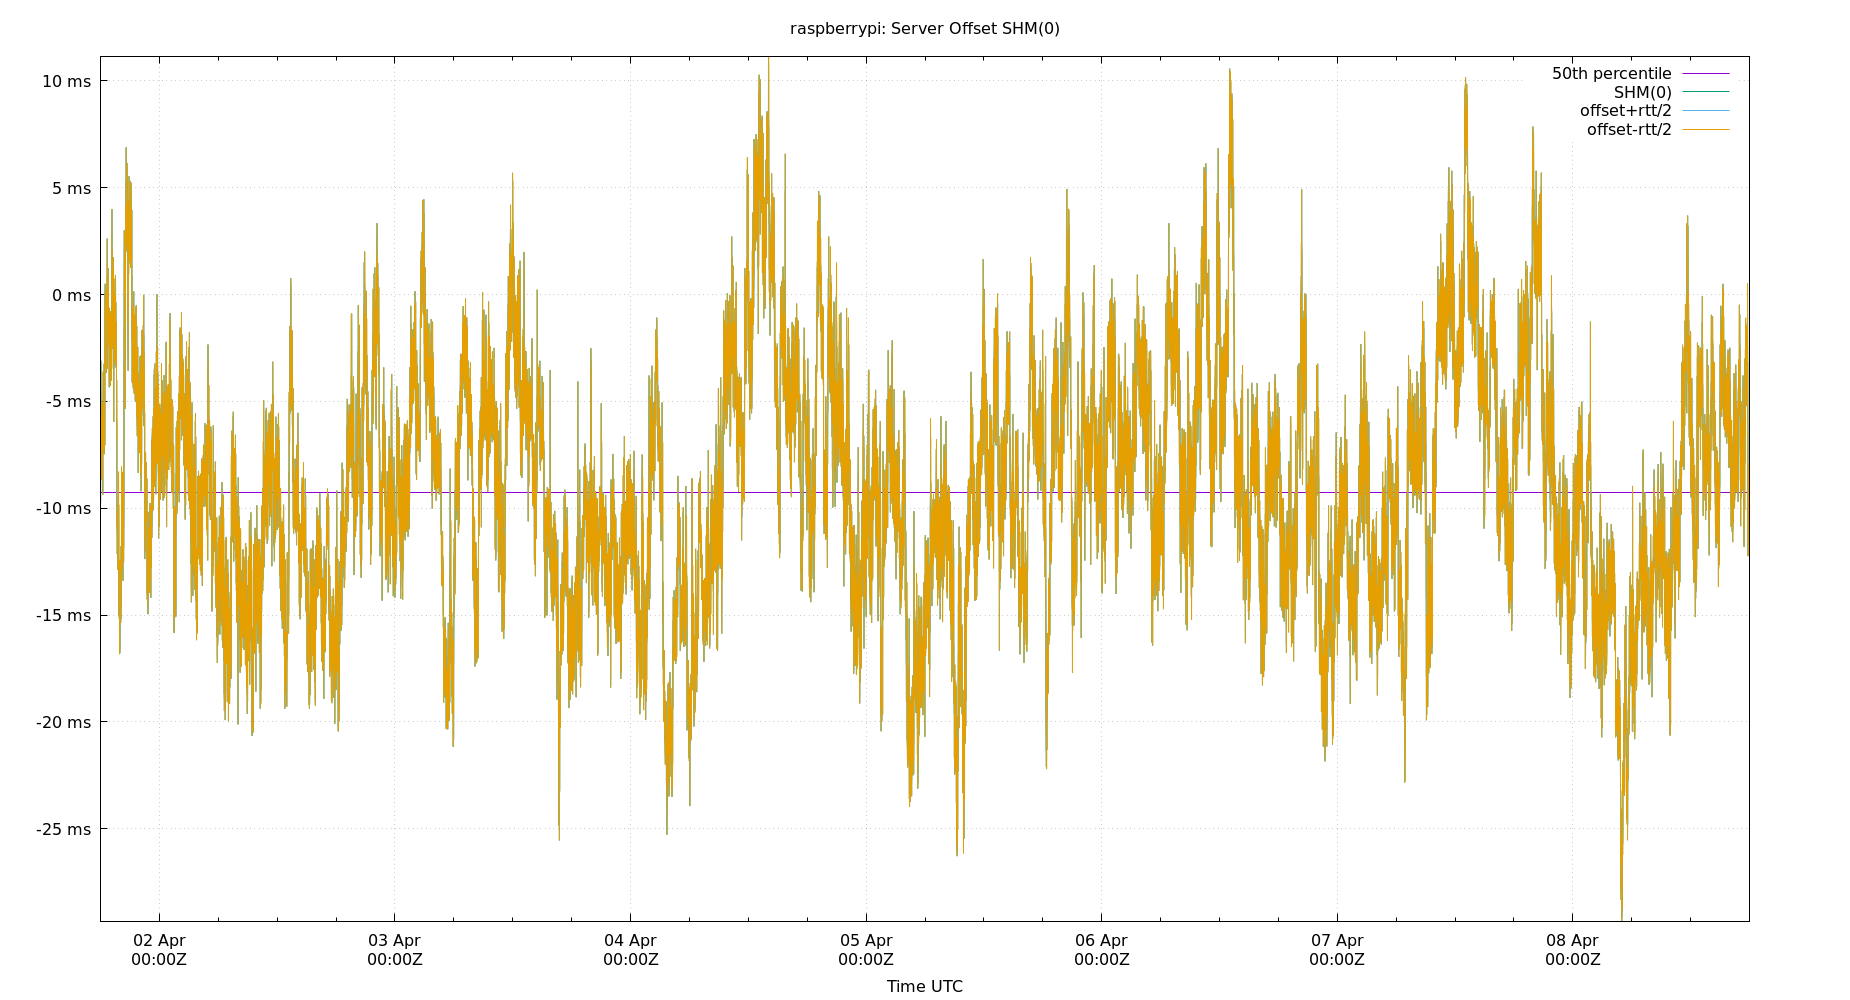 raspberrypi: Server Offset SHM(0)
50th percentile
SHM(0)
offset+rtt/2
offset-rtt/2
10 ms
5 ms
0 ms
-5 ms
-10 ms
-15 ms
-20 ms
-25 ms
02 Apr
00:00Z
03 Apr
00:00Z
04 Apr
00:00Z
05 Apr
00:00Z
06 Apr
00:00Z
07 Apr
00:00Z
08 Apr
00:00Z
Time UTC